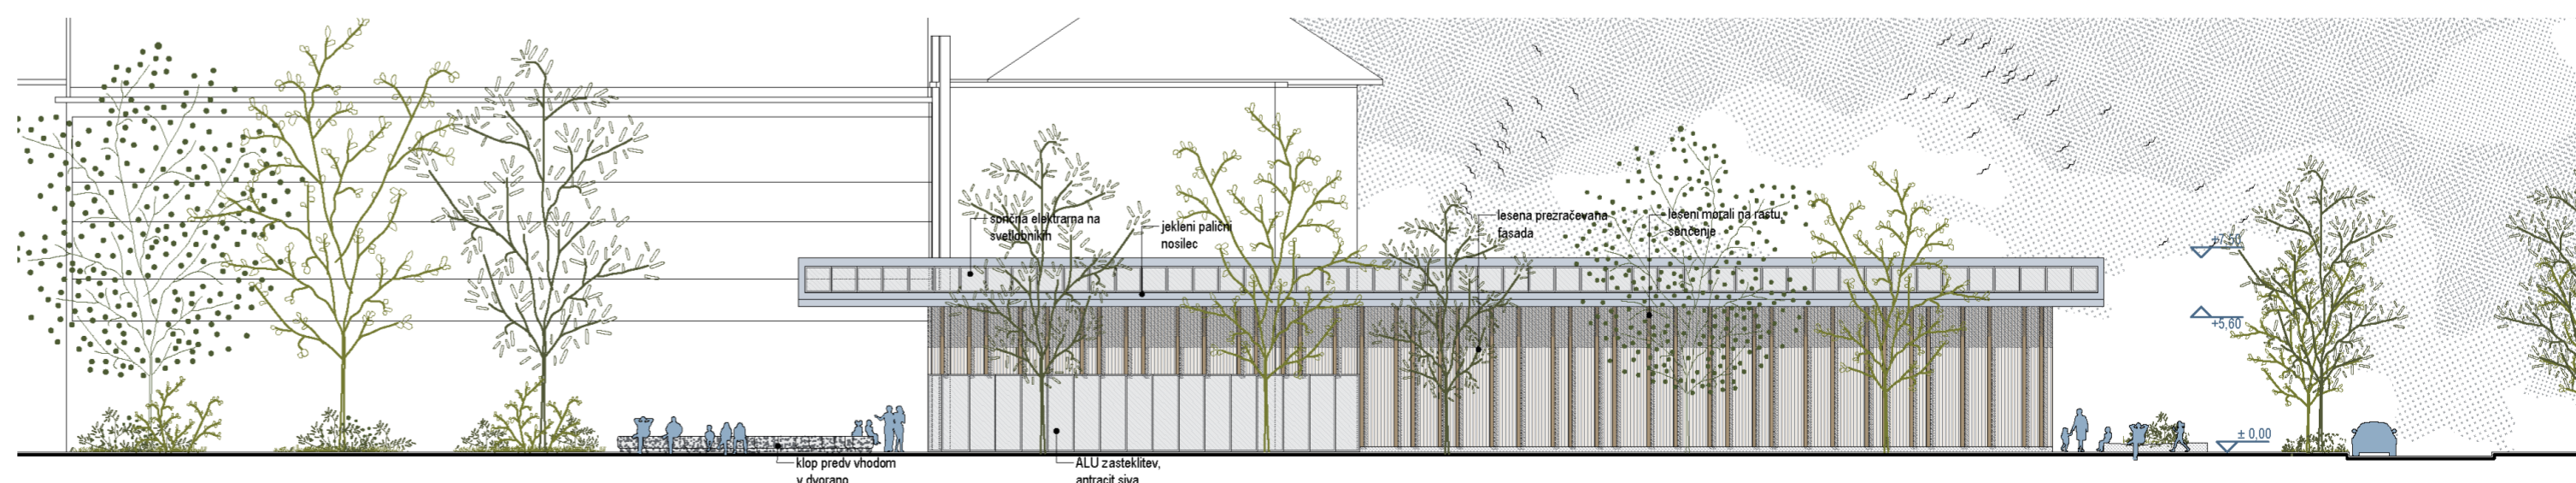 sončna elektrarna na
svetlobnikih
jekleni palični
nosilec
lesena prezračevana
fasada
leseni morali na rastu,
senčenje
+7,50
+5,60
± 0,00
klop predv vhodom
v dvorano
ALU zasteklitev,
antracit siva